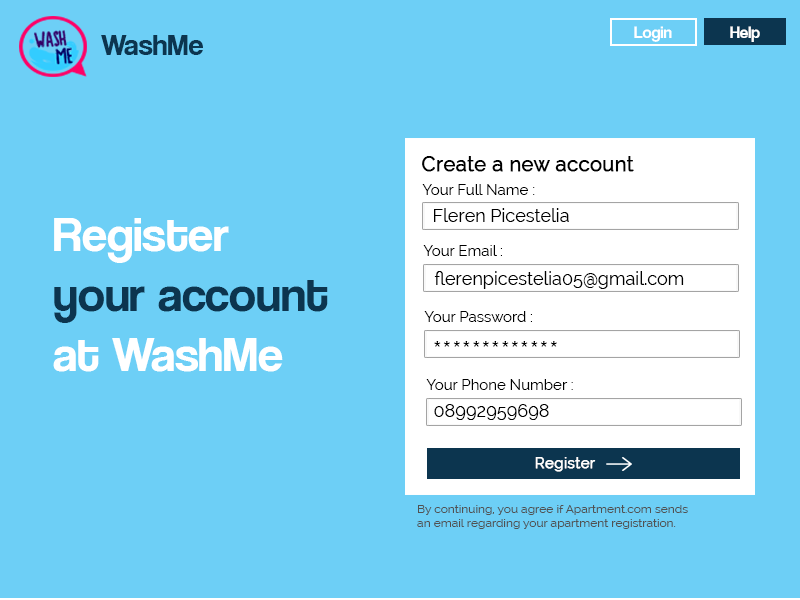 WASH
ME
WashMe
Login
Help
Register
your account
at WashMe
Create a new account
Your Full Name :
Fleren Picestelia
Your Email :
flerenpicestelia05@gmail.com
Your Password :
*************
Your Phone Number :
08992959698
Register →
By continuing, you agree if Apartment.com sends
an email regarding your apartment registration.